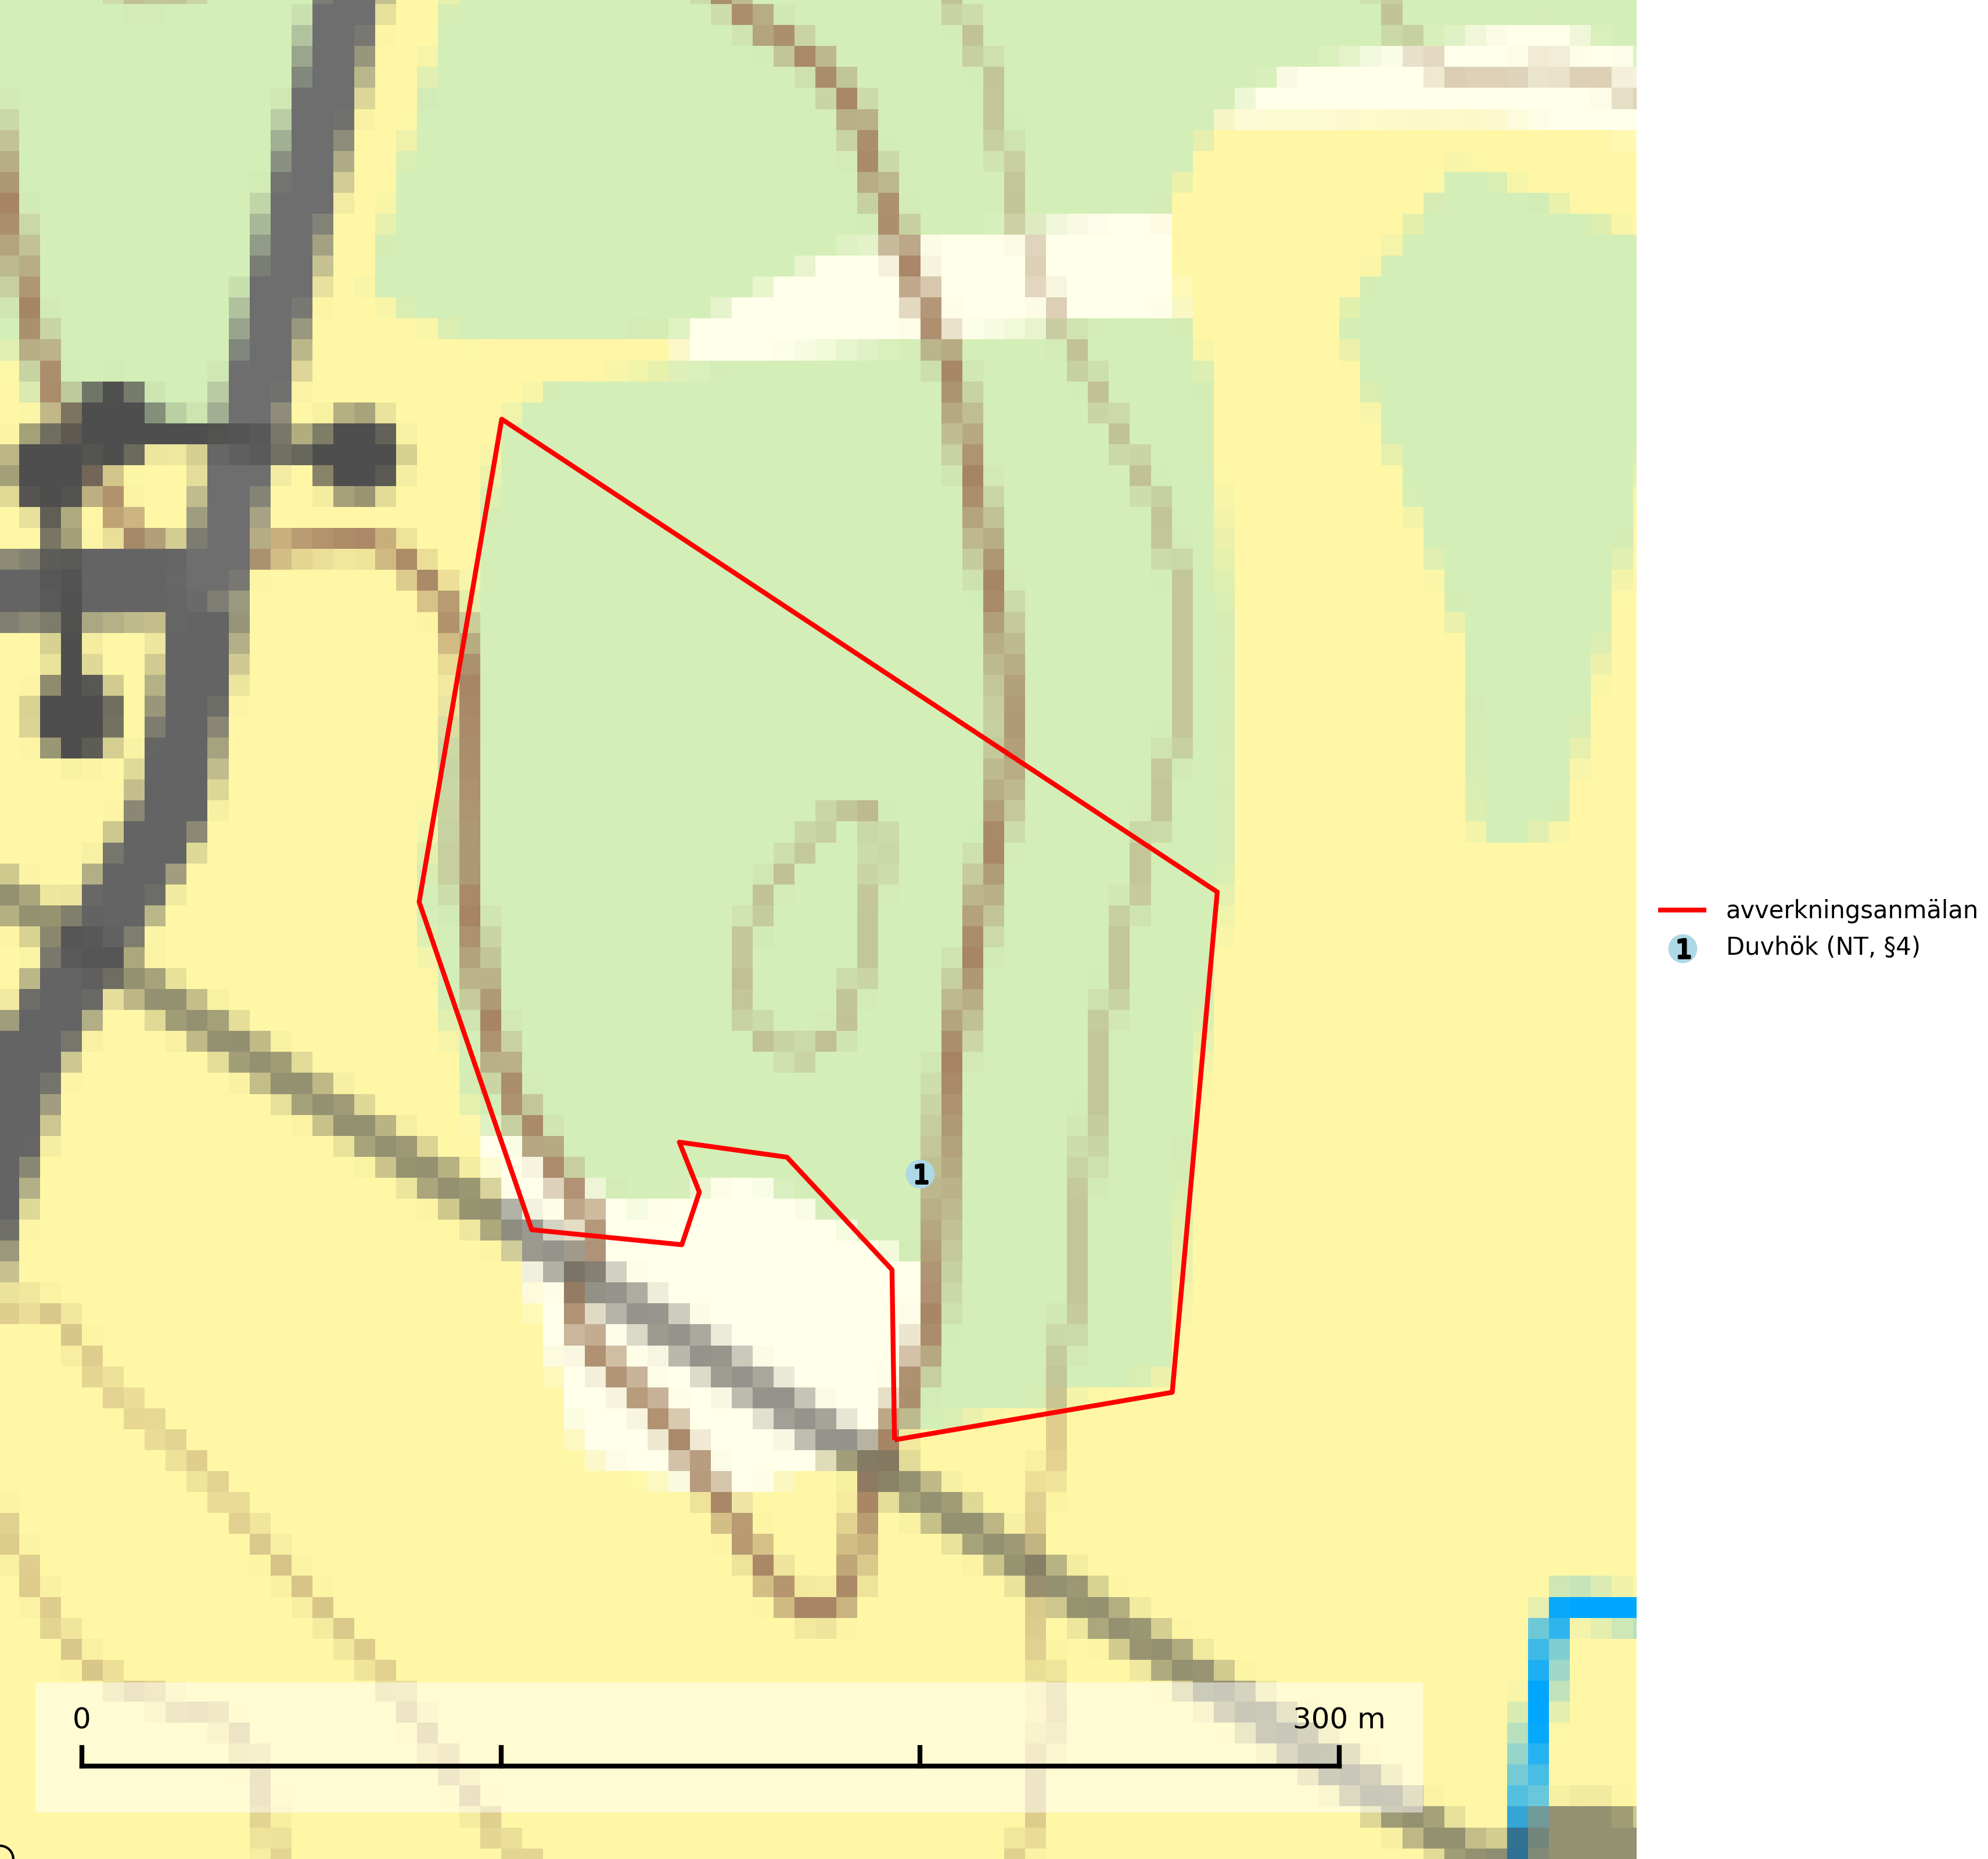 1
avverkningsanmälan
1 Duvhök (NT, §4)
0 300 m